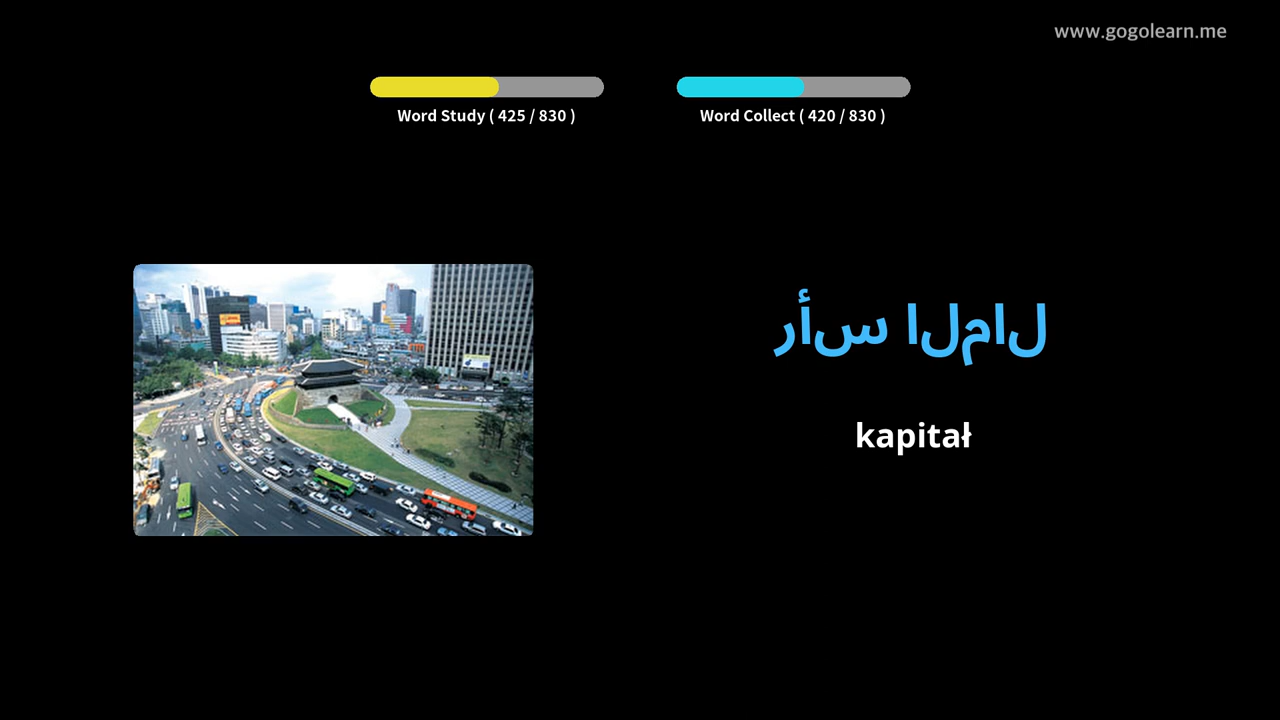 www.gogolearn.me
Word Study ( 425 / 830 )
Word Collect ( 420 / 830 )
رأس المال
kapitał